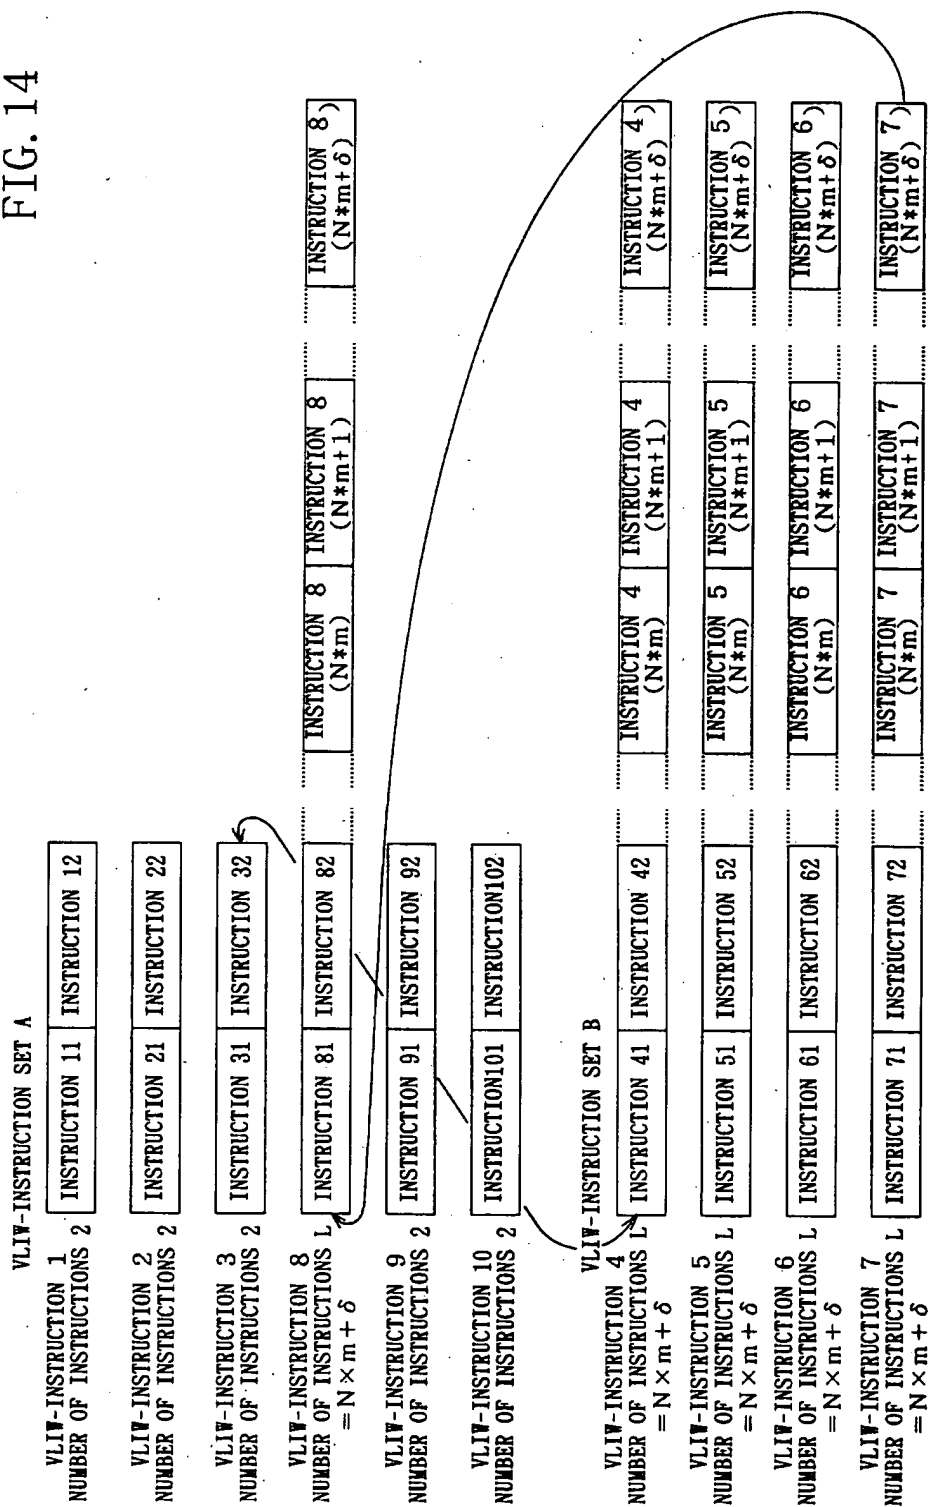 FIG. 14
VLIW-INSTRUCTION SET A
VLIW-INSTRUCTION 1
NUMBER OF INSTRUCTIONS 2
INSTRUCTION 11
INSTRUCTION 12
VLIW-INSTRUCTION 2
NUMBER OF INSTRUCTIONS 2
INSTRUCTION 21
INSTRUCTION 22
VLIW-INSTRUCTION 3
NUMBER OF INSTRUCTIONS 2
INSTRUCTION 31
INSTRUCTION 32
VLIW-INSTRUCTION 8
NUMBER OF INSTRUCTIONS L
=N×m+δ
INSTRUCTION 81
INSTRUCTION 82
INSTRUCTION 8
(N*m)
INSTRUCTION 8
(N*m+1)
INSTRUCTION 8
(N*m+δ)
VLIW-INSTRUCTION 9
NUMBER OF INSTRUCTIONS 2
INSTRUCTION 91
INSTRUCTION 92
VLIW-INSTRUCTION 10
NUMBER OF INSTRUCTIONS 2
INSTRUCTION101
INSTRUCTION102
VLIW-INSTRUCTION SET B
VLIW-INSTRUCTION 4
NUMBER OF INSTRUCTIONS L
=N×m+δ
INSTRUCTION 41
INSTRUCTION 42
INSTRUCTION 4
(N*m)
INSTRUCTION 4
(N*m+1)
INSTRUCTION 4
(N*m+δ)
VLIW-INSTRUCTION 5
NUMBER OF INSTRUCTIONS L
=N×m+δ
INSTRUCTION 51
INSTRUCTION 52
INSTRUCTION 5
(N*m)
INSTRUCTION 5
(N*m+1)
INSTRUCTION 5
(N*m+δ)
VLIW-INSTRUCTION 6
NUMBER OF INSTRUCTIONS L
=N×m+δ
INSTRUCTION 61
INSTRUCTION 62
INSTRUCTION 6
(N*m)
INSTRUCTION 6
(N*m+1)
INSTRUCTION 6
(N*m+δ)
VLIW-INSTRUCTION 7
NUMBER OF INSTRUCTIONS L
=N×m+δ
INSTRUCTION 71
INSTRUCTION 72
INSTRUCTION 7
(N*m)
INSTRUCTION 7
(N*m+1)
INSTRUCTION 7
(N*m+δ)